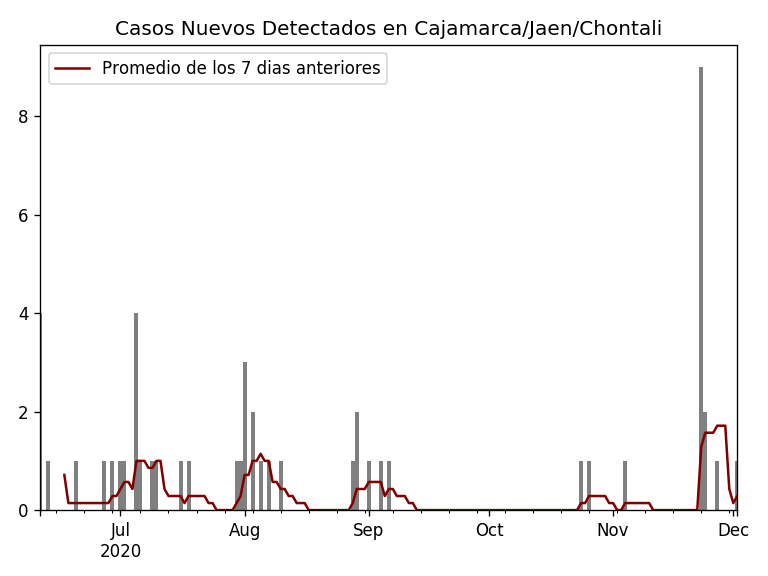 Casos Nuevos Detectados en Cajamarca/Jaen/Chontali
Promedio de los 7 dias anteriores
8
6
4
2
0
Jul Aug Sep Oct Nov Dec
2020